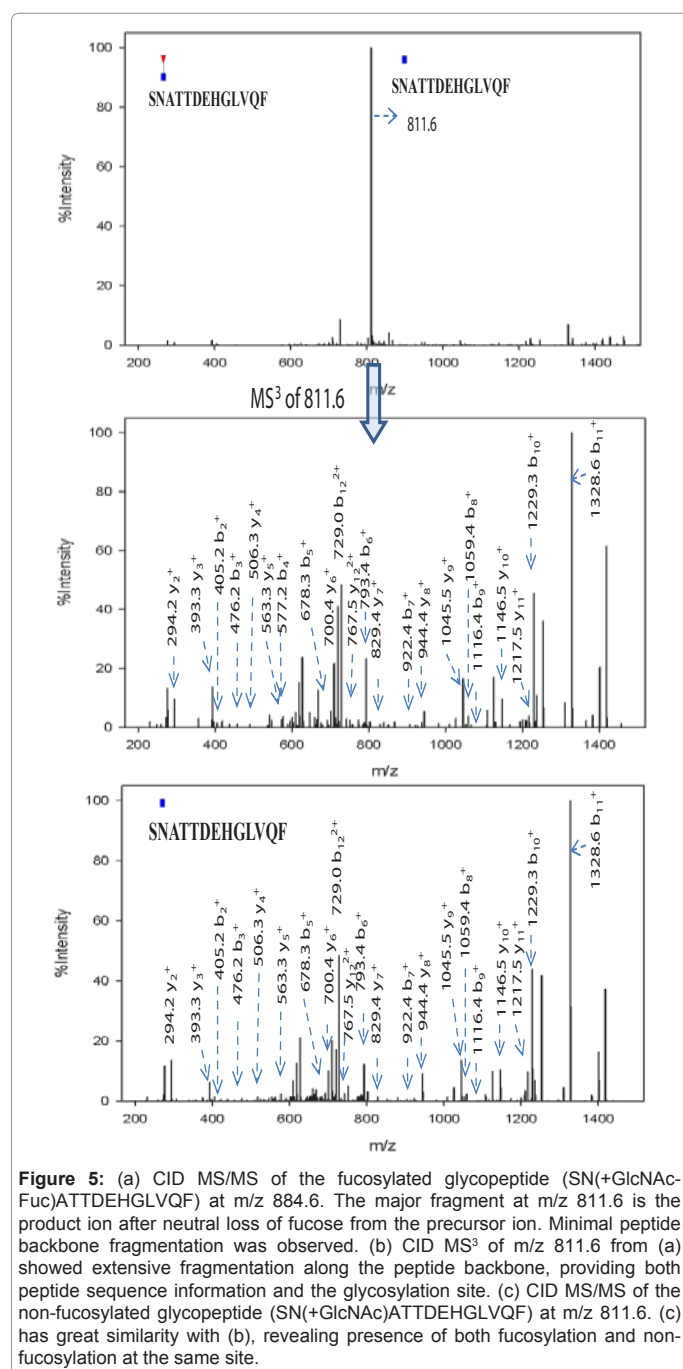 100
80
60
40
20
0
%Intensity
SNATTDEHGLVQF
SNATTDEHGLVQF
811.6
200 400 600 800 1000 1200 1400
m/z
MS³ of 811.6
100
80
60
40
20
0
%Intensity
294.2 y₂⁺
393.3 y₃⁺
405.2 b₂⁺
476.2 b₃⁺
506.3 y₄⁺
563.3 y₅⁺
577.2 b₄⁺
678.3 b₅⁺
700.4 y₆⁺
729.0 b₁₂²⁺
767.5 y₁₂²⁺
793.4 b₆⁺
829.4 y₇⁺
922.4 b₇⁺
944.4 y₈⁺
1045.5 y₉⁺
1059.4 b₈⁺
1116.4 b₉⁺
1146.5 y₁₀⁺
1217.5 y₁₁⁺
1229.3 b₁₀⁺
1328.6 b₁₁⁺
200 400 600 800 1000 1200 1400
m/z
100
80
60
40
20
0
%Intensity
SNATTDEHGLVQF
294.2 y₂⁺
393.3 y₃⁺
405.2 b₂⁺
476.2 b₃⁺
506.3 y₄⁺
563.3 y₅⁺
678.3 b₅⁺
700.4 y₆⁺
729.0 b₁₂²⁺
767.5 y₁₂²⁺
793.4 b₆⁺
829.4 y₇⁺
922.4 b₇⁺
944.4 y₈⁺
1045.5 y₉⁺
1059.4 b₈⁺
1116.4 b₉⁺
1146.5 y₁₀⁺
1217.5 y₁₁⁺
1229.3 b₁₀⁺
1328.6 b₁₁⁺
200 400 600 800 1000 1200 1400
m/z
Figure 5: (a) CID MS/MS of the fucosylated glycopeptide (SN(+GlcNAc-
Fuc)ATTDEHGLVQF) at m/z 884.6. The major fragment at m/z 811.6 is the
product ion after neutral loss of fucose from the precursor ion. Minimal peptide
backbone fragmentation was observed. (b) CID MS³ of m/z 811.6 from (a)
showed extensive fragmentation along the peptide backbone, providing both
peptide sequence information and the glycosylation site. (c) CID MS/MS of the
non-fucosylated glycopeptide (SN(+GlcNAc)ATTDEHGLVQF) at m/z 811.6. (c)
has great similarity with (b), revealing presence of both fucosylation and non-
fucosylation at the same site.